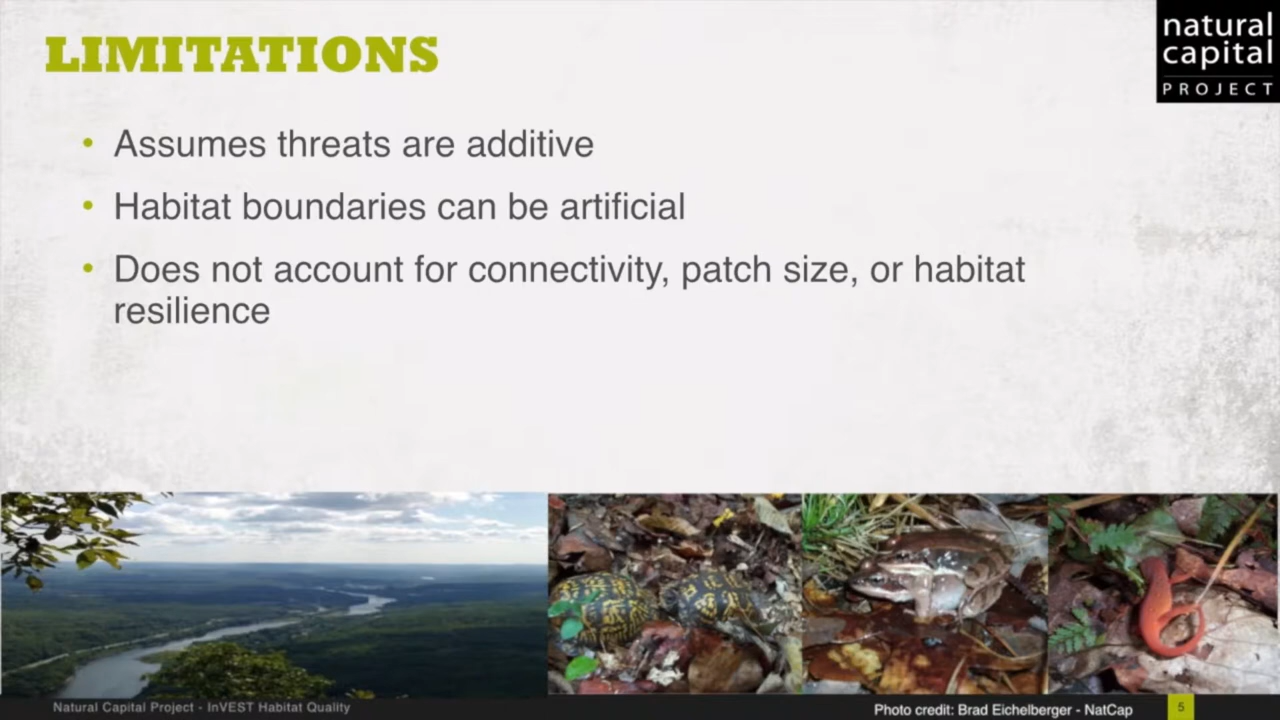 LIMITATIONS
natural
capital
PROJECT
• Assumes threats are additive
• Habitat boundaries can be artificial
• Does not account for connectivity, patch size, or habitat
resilience
Natural Capital Project - InVEST Habitat Quality
Photo credit: Brad Eichelberger - NatCap
5